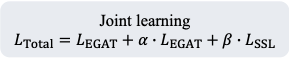 Joint learning
L_Total = L_EGAT + α · L_EGAT + β · L_SSL